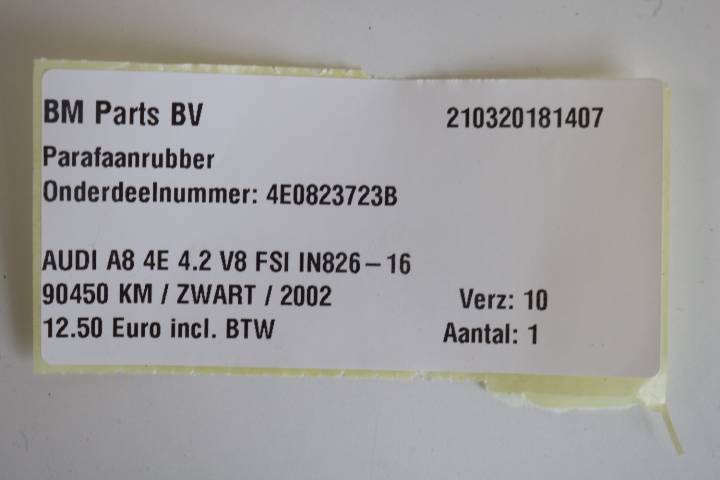 BM Parts BV 210320181407
Parafaanrubber
Onderdeelnummer: 4E0823723B
AUDI A8 4E 4.2 V8 FSI IN826-16
90450 KM / ZWART / 2002 Verz: 10
12.50 Euro incl. BTW Aantal: 1